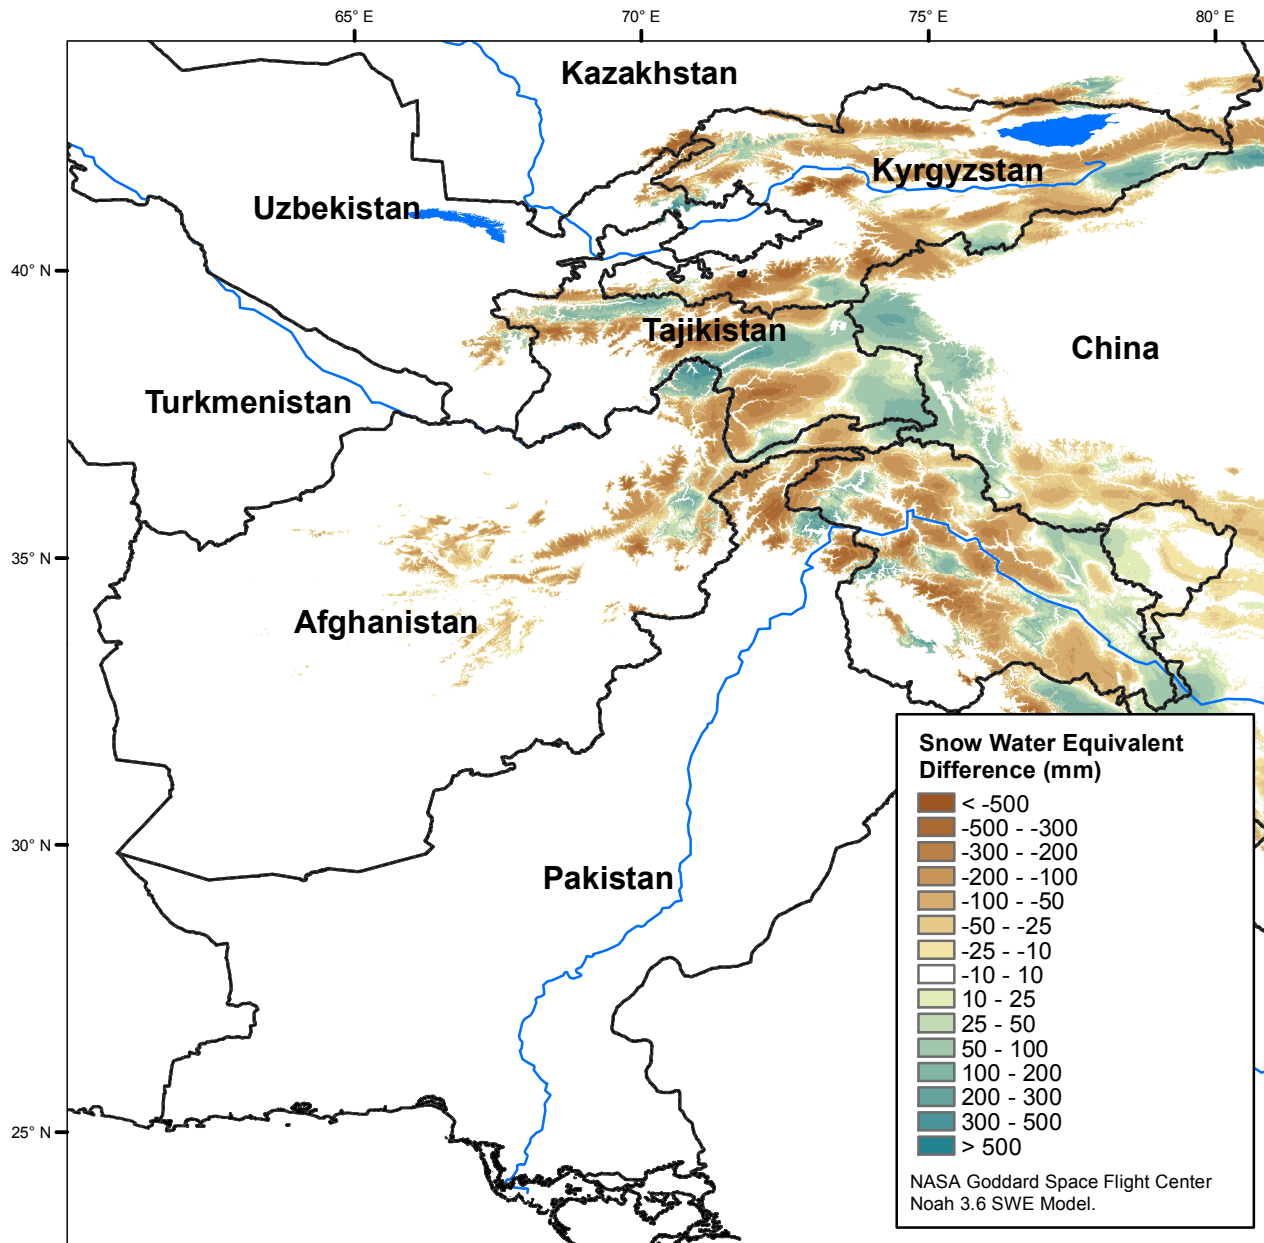 65° E
70° E
75° E
80° E
Kazakhstan
Kyrgyzstan
Uzbekistan
40° N
Tajikistan
China
Turkmenistan
35° N
Afghanistan
30° N
Pakistan
25° N
Snow Water Equivalent
Difference (mm)
< -500
-500 - -300
-300 - -200
-200 - -100
-100 - -50
-50 - -25
-25 - -10
-10 - 10
10 - 25
25 - 50
50 - 100
100 - 200
200 - 300
300 - 500
> 500
NASA Goddard Space Flight Center
Noah 3.6 SWE Model.